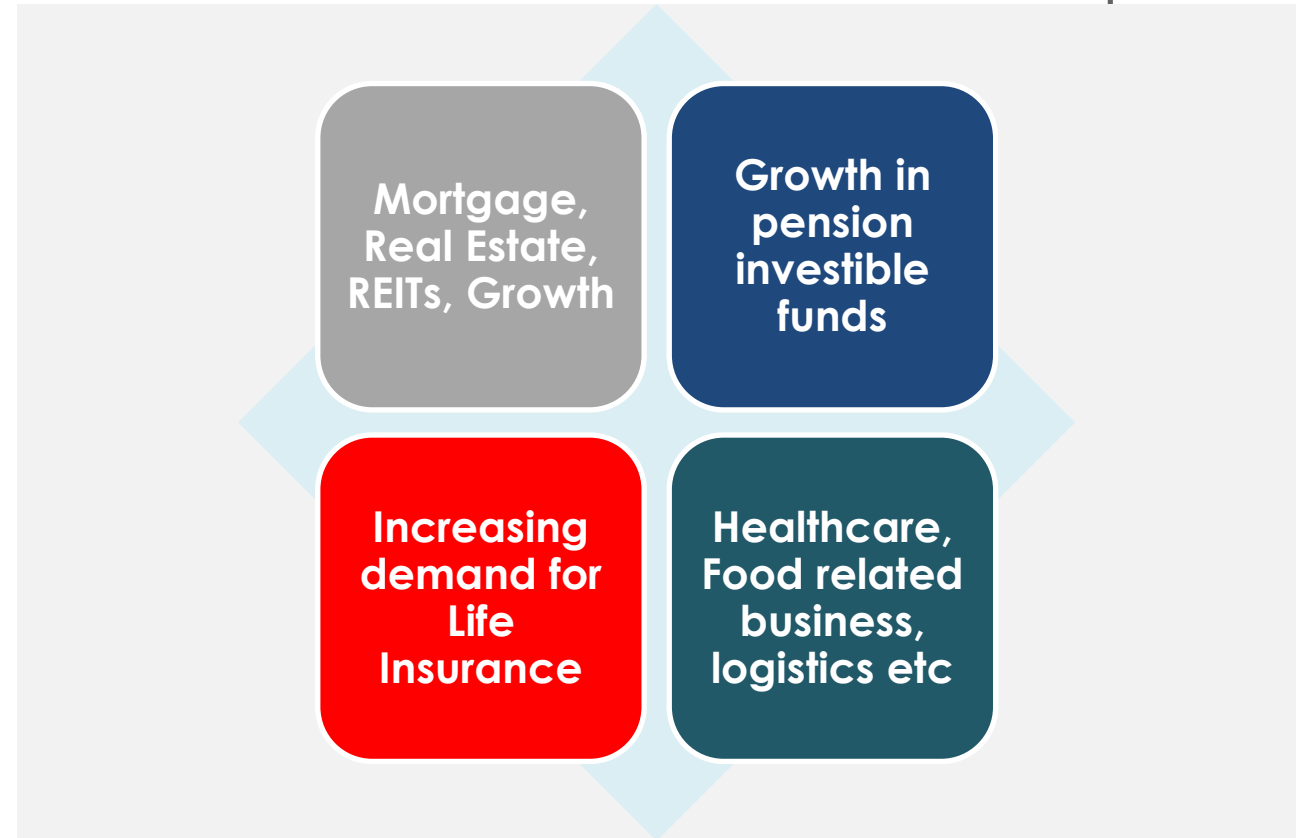 Mortgage,
Real Estate,
REITs, Growth
Growth in
pension
investible
funds
Increasing
demand for
Life
Insurance
Healthcare,
Food related
business,
logistics etc